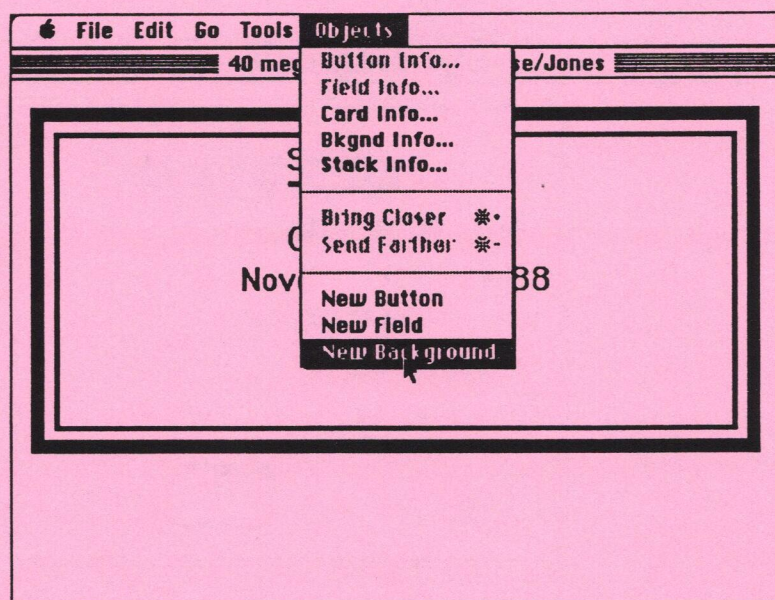 File Edit Go Tools Objects
40 meg se/Jones
Button Info...
Field Info...
Card Info...
Bkgnd Info...
Stack Info...
Bring Closer ⌘+
Send Farther ⌘-
Nov 88
New Button
New Field
New Background